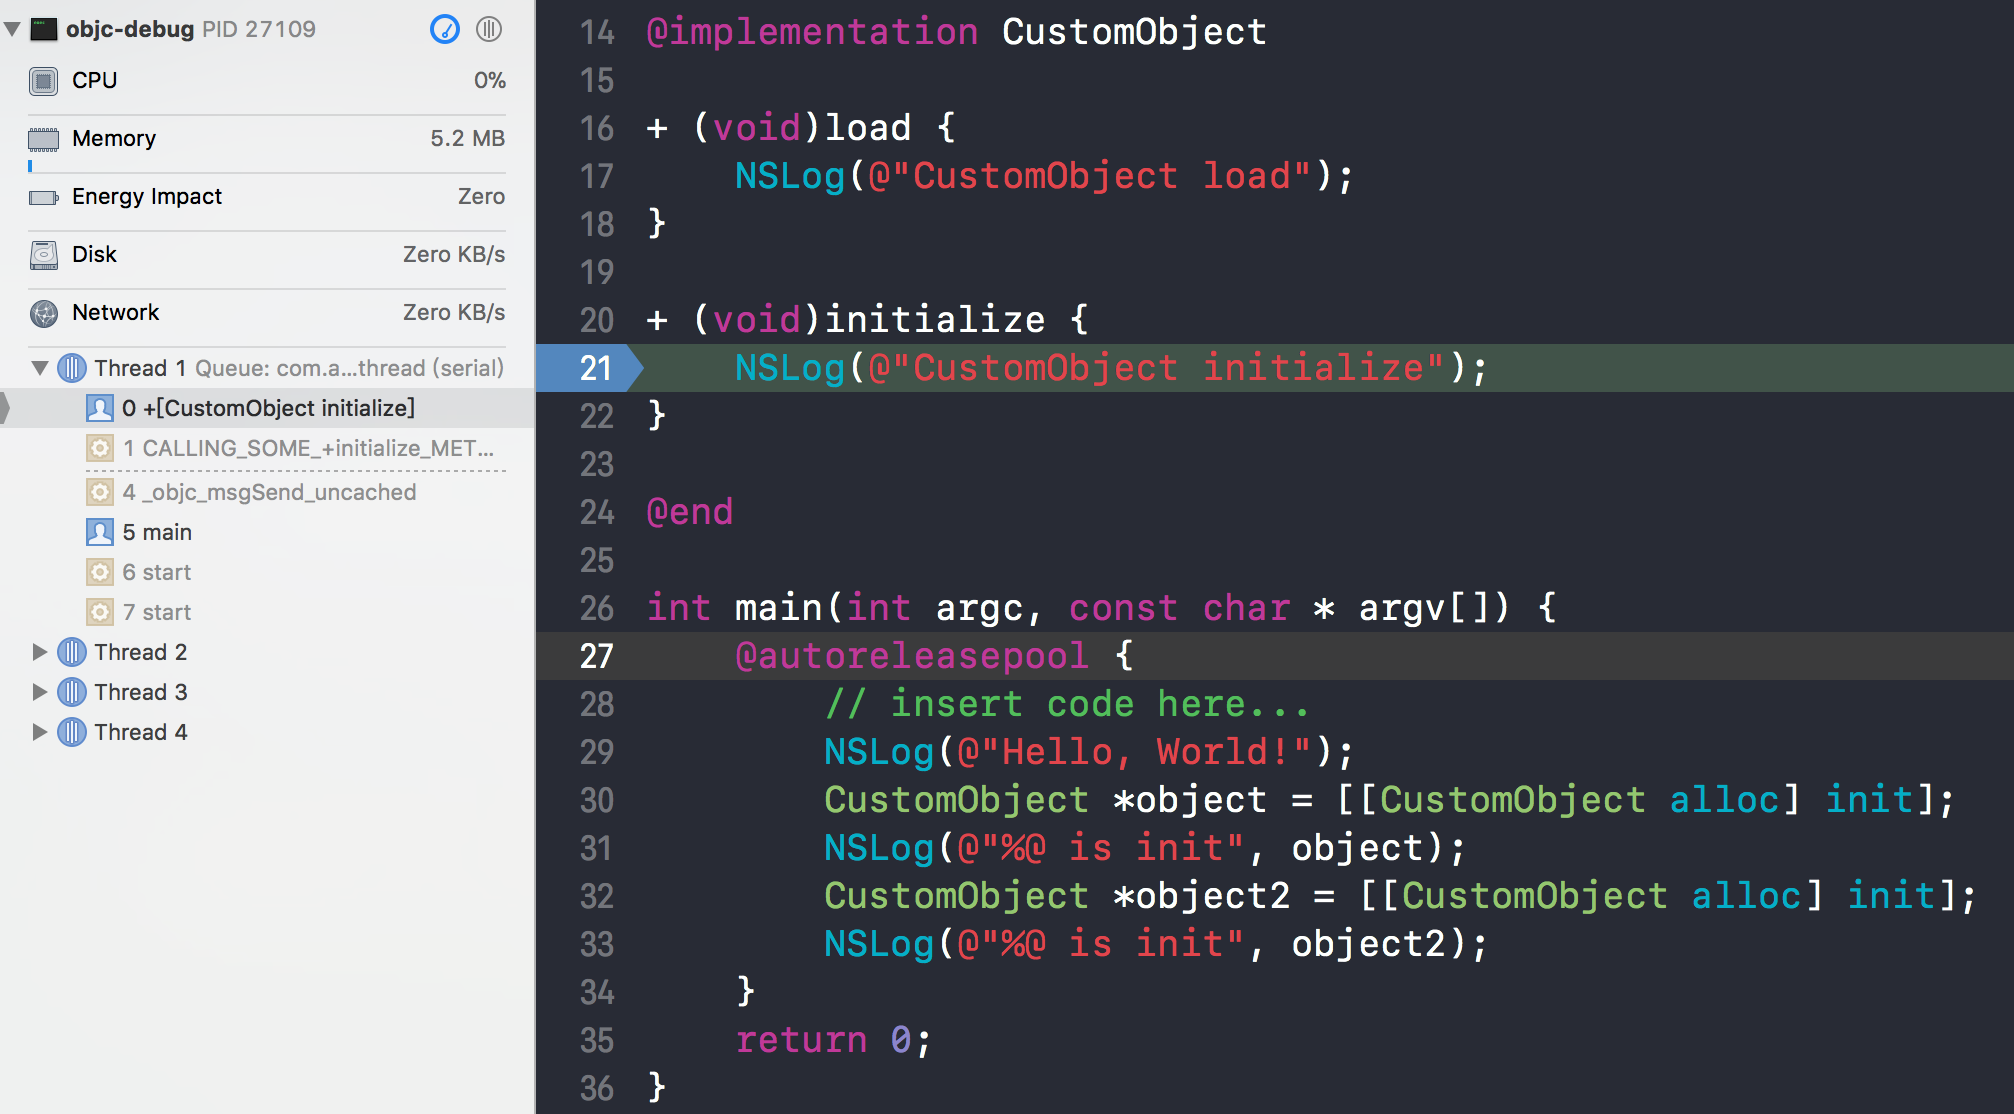 objc-debug PID 27109
CPU 0%
Memory 5.2 MB
Energy Impact Zero
Disk Zero KB/s
Network Zero KB/s
Thread 1 Queue: com.a...thread (serial)
0 +[CustomObject initialize]
1 CALLING_SOME_+initialize_MET...
4 _objc_msgSend_uncached
5 main
6 start
7 start
Thread 2
Thread 3
Thread 4
14 @implementation CustomObject
15
16 + (void)load {
17     NSLog(@"CustomObject load");
18 }
19
20 + (void)initialize {
21     NSLog(@"CustomObject initialize");
22 }
23
24 @end
25
26 int main(int argc, const char * argv[]) {
27     @autoreleasepool {
28         // insert code here...
29         NSLog(@"Hello, World!");
30         CustomObject *object = [[CustomObject alloc] init];
31         NSLog(@"%@ is init", object);
32         CustomObject *object2 = [[CustomObject alloc] init];
33         NSLog(@"%@ is init", object2);
34     }
35     return 0;
36 }